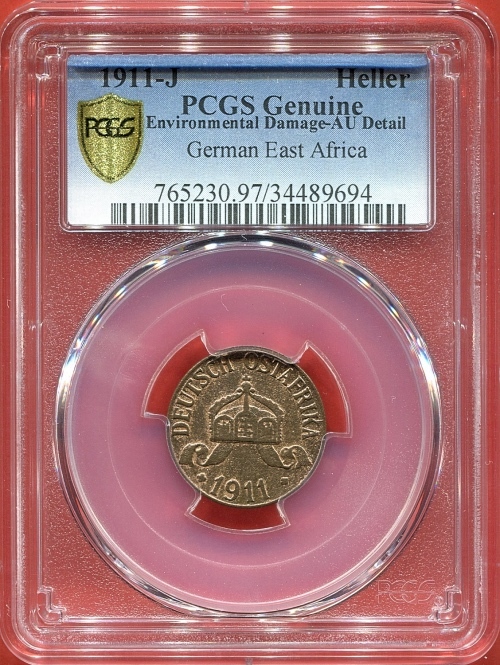 1911-J Heller
PCGS Genuine
Environmental Damage-AU Detail
German East Africa
765230.97/34489694
PCGS
DEUTSCH OSTAFRIKA
1911
PCGS